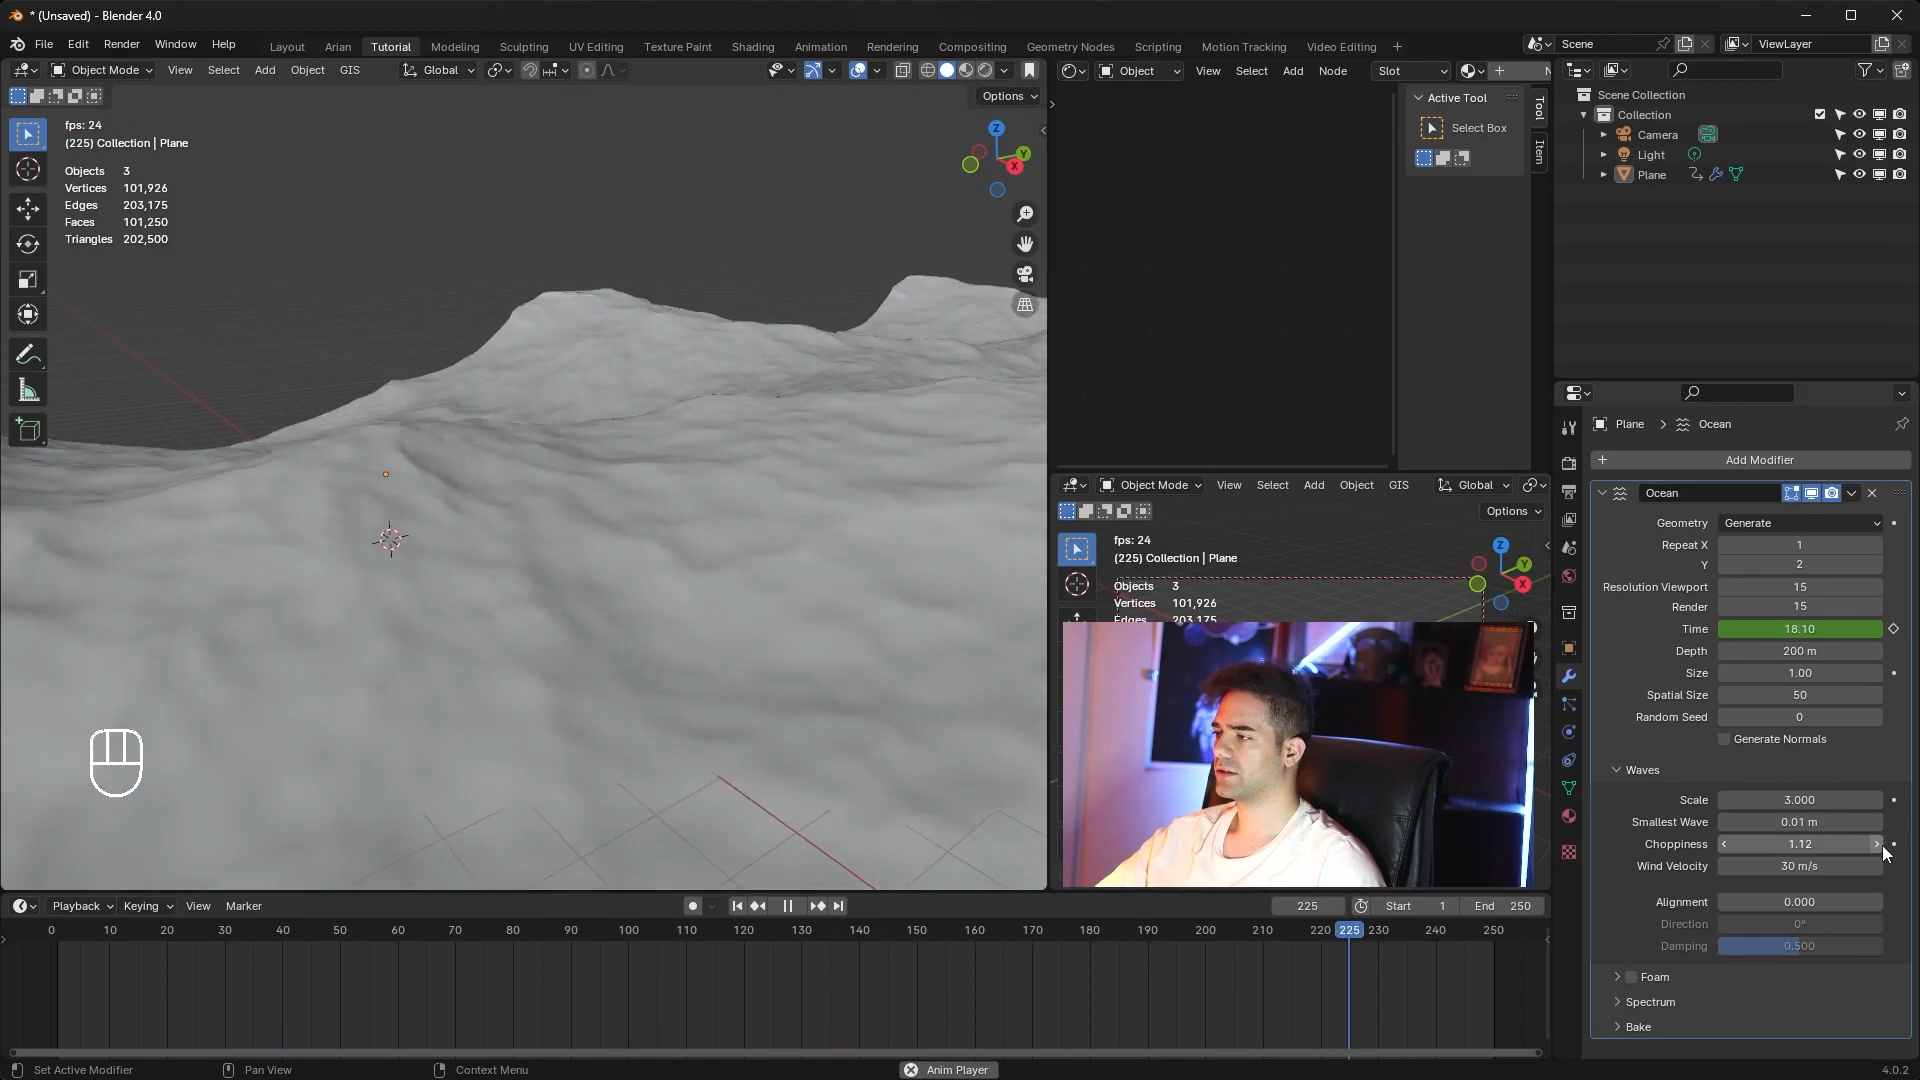 * (Unsaved) - Blender 4.0
File Edit Render Window Help
Layout Arian Tutorial Modeling Sculpting UV Editing Texture Paint Shading Animation Rendering Compositing Geometry Nodes Scripting Motion Tracking Video Editing +
Scene
ViewLayer
Object Mode View Select Add Object GIS Global
Object View Select Add Node Slot
Options
fps: 24
(225) Collection | Plane
Objects 3
Vertices 101,926
Edges 203,175
Faces 101,250
Triangles 202,500
Z
Y
X
Active Tool
Select Box
Tool
Item
Scene Collection
Collection
Camera
Light
Plane
Object Mode View Select Add Object GIS Global
Options
fps: 24
(225) Collection | Plane
Objects 3
Vertices 101,926
Edges 203,175
Z
Y
X
Plane > Ocean
+ Add Modifier
Ocean
Geometry Generate
Repeat X 1
Y 2
Resolution Viewport 15
Render 15
Time 18.10
Depth 200 m
Size 1.00
Spatial Size 50
Random Seed 0
Generate Normals
Waves
Scale 3.000
Smallest Wave 0.01 m
Choppiness 1.12
Wind Velocity 30 m/s
Alignment 0.000
Direction 0°
Damping 0.500
Foam
Spectrum
Bake
Playback Keying View Marker
225 Start 1 End 250
0 10 20 30 40 50 60 70 80 90 100 110 120 130 140 150 160 170 180 190 200 210 220 225 230 240 250
Set Active Modifier Pan View Context Menu Anim Player 4.0.2